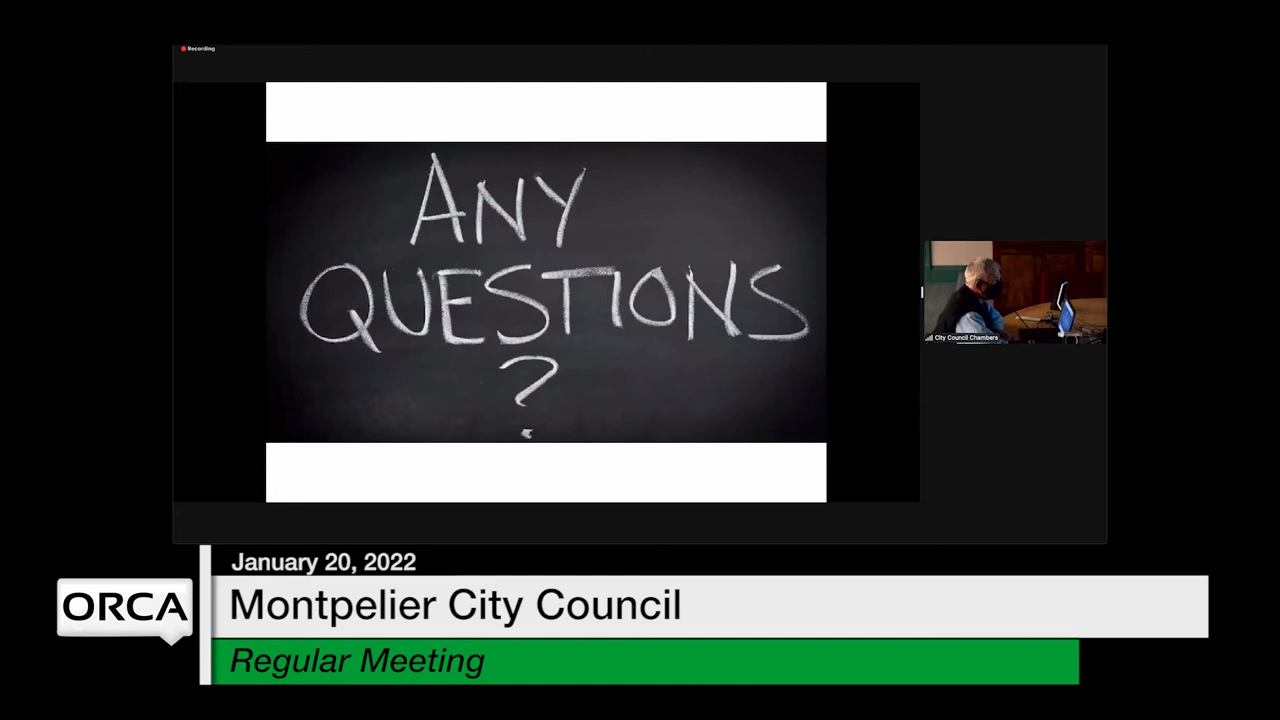 Recording
ANY
QUESTIONS
?
City Council Chambers
January 20, 2022
ORCA
Montpelier City Council
Regular Meeting